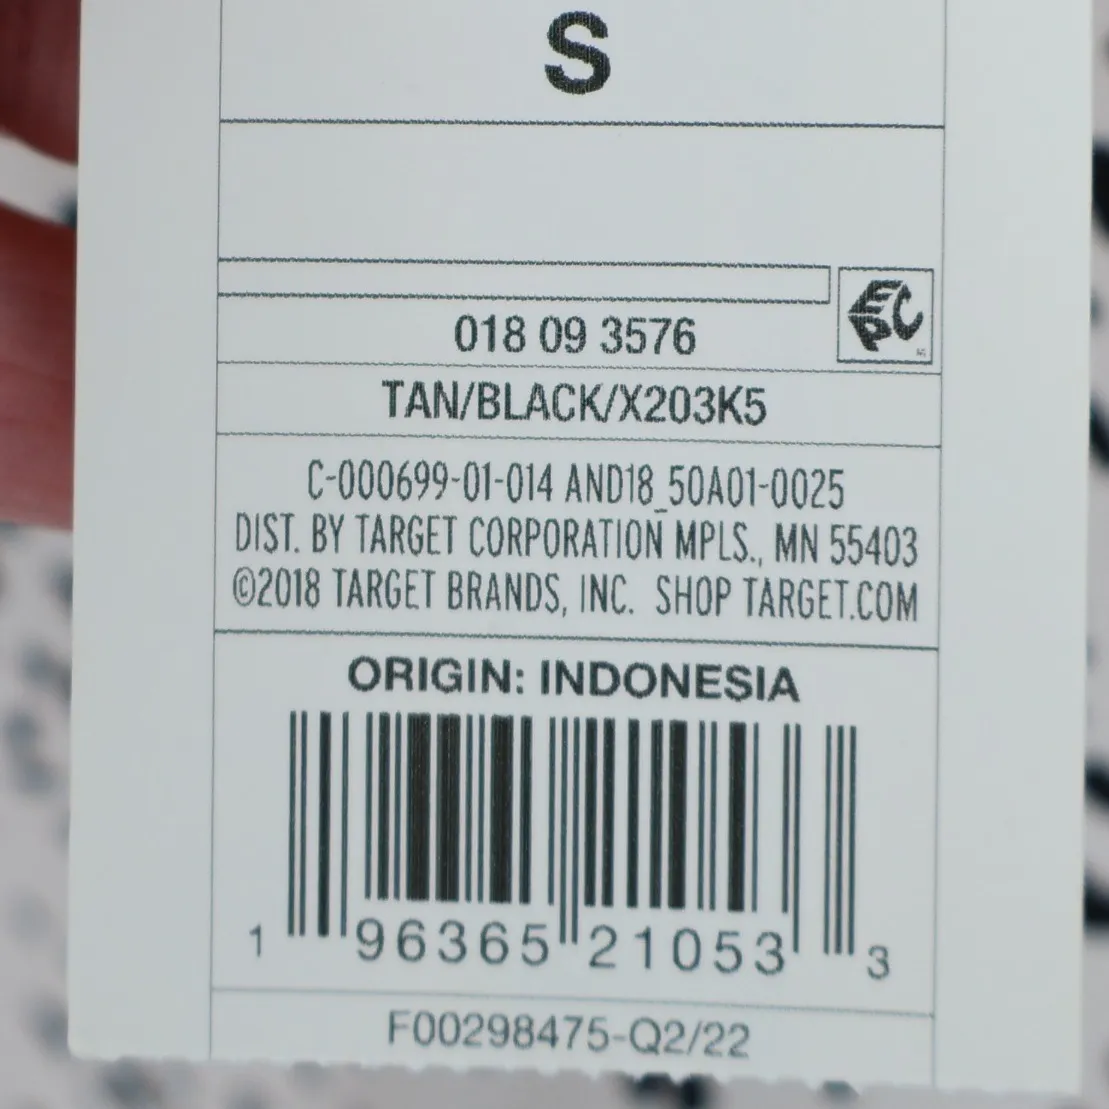 S
018 09 3576
EPC
TAN/BLACK/X203K5
C-000699-01-014 AND18_50A01-0025
DIST. BY TARGET CORPORATION MPLS., MN 55403
©2018 TARGET BRANDS, INC. SHOP TARGET.COM
ORIGIN: INDONESIA
1 96365 21053 3
F00298475-Q2/22